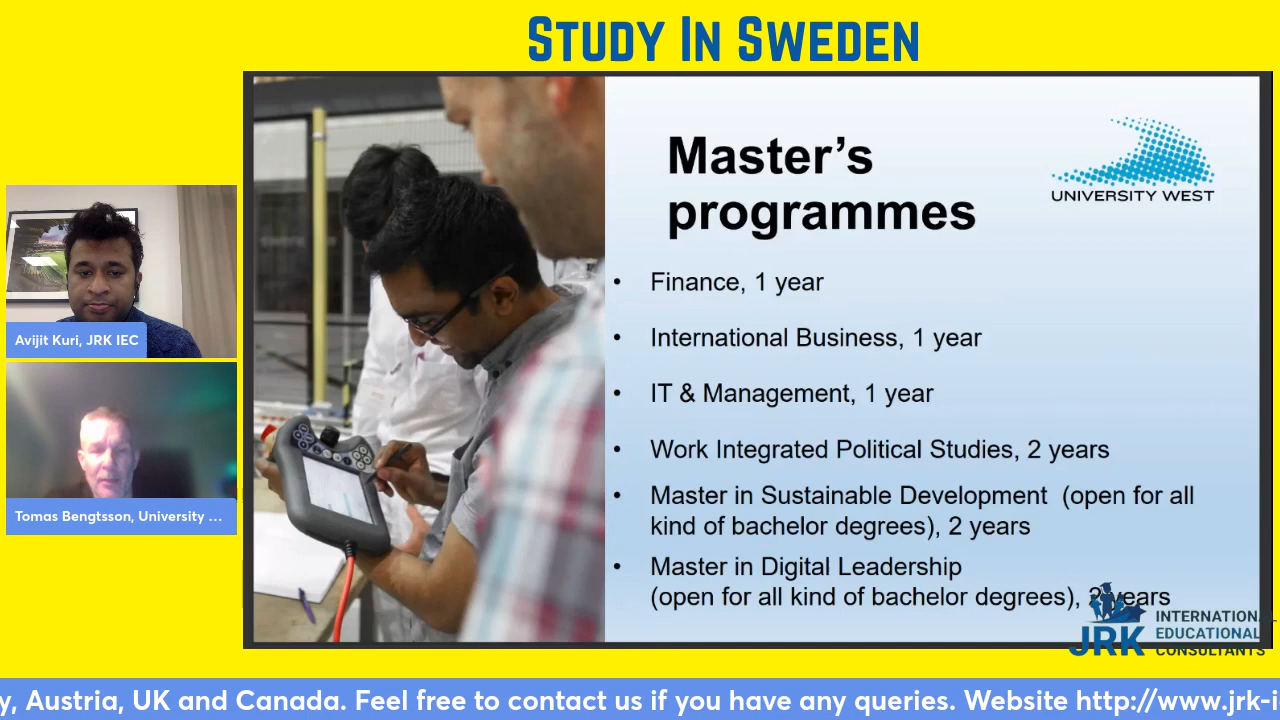 STUDY IN SWEDEN
Master's
programmes
UNIVERSITY WEST
• Finance, 1 year
• International Business, 1 year
• IT & Management, 1 year
• Work Integrated Political Studies, 2 years
• Master in Sustainable Development (open for all
kind of bachelor degrees), 2 years
• Master in Digital Leadership
(open for all kind of bachelor degrees), 2 years
Avijit Kuri, JRK IEC
Tomas Bengtsson, University ...
JRK
INTERNATIONAL
EDUCATIONAL
CONSULTANTS
y, Austria, UK and Canada. Feel free to contact us if you have any queries. Website http://www.jrk-i